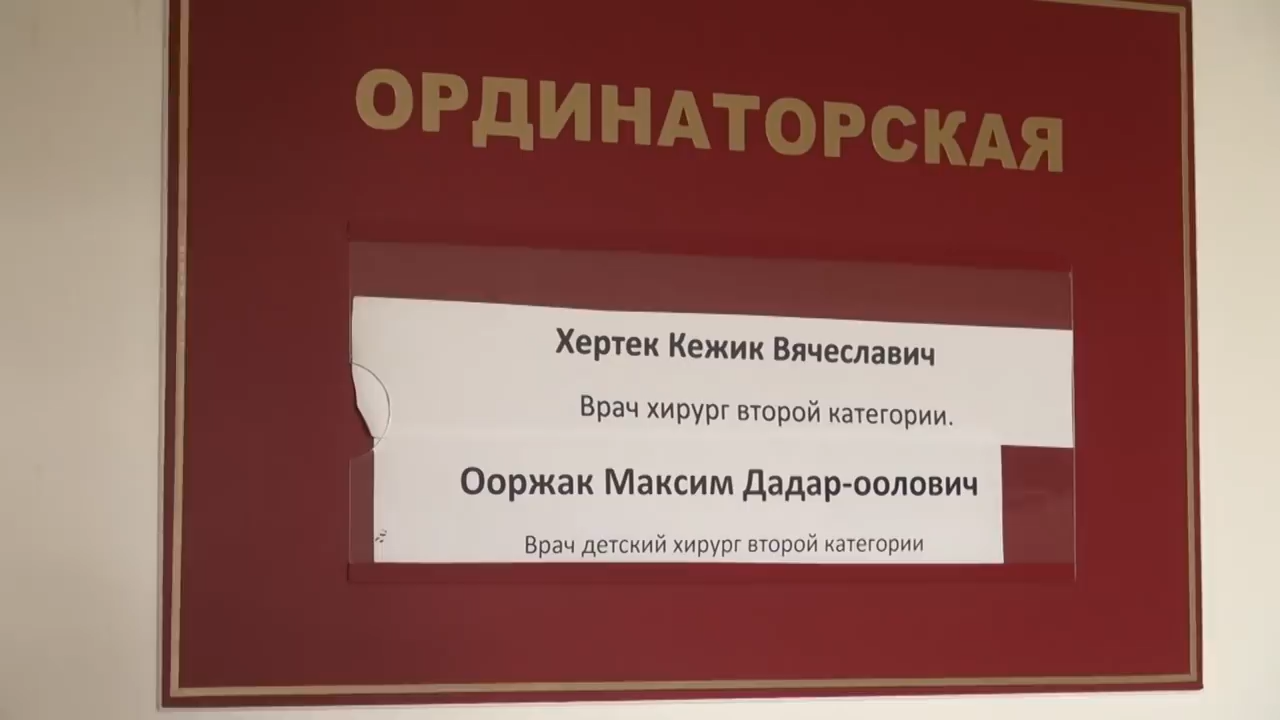 ОРДИНАТОРСКАЯ
Хертек Кежик Вячеславич
Врач хирург второй категории.
Ооржак Максим Дадар-оолович
Врач детский хирург второй категории